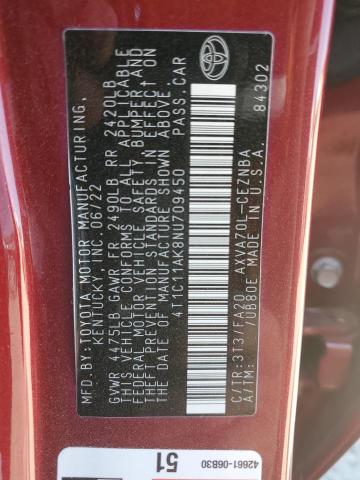 MFD.BY:TOYOTA MOTOR MANUFACTURING,
KENTUCKY, INC. 06/22
GVWR 4475LB GAWR FR 2490LB RR 2420LB
THIS VEHICLE CONFORMS TO ALL APPLICABLE
FEDERAL MOTOR VEHICLE SAFETY, BUMPER AND
THEFT PREVENTION STANDARDS IN EFFECT ON
THE DATE OF MANUFACTURE SHOWN ABOVE.
4T1C11AK8NU709450 PASS.CAR
C/TR:3T3/FA20 AXVA70L-CEZNBA
A/TM: /UB80E MADE IN U.S.A.
84302
TOYOTA
42661-06B30
51